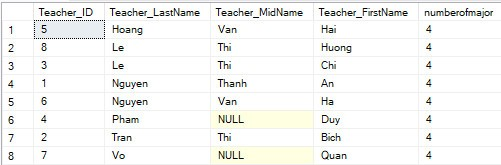 Teacher_ID Teacher_LastName Teacher_MidName Teacher_FirstName numberofmajor
1 5 Hoang Van Hai 4
2 8 Le Thi Huong 4
3 3 Le Thi Chi 4
4 1 Nguyen Thanh An 4
5 6 Nguyen Van Ha 4
6 4 Pham NULL Duy 4
7 2 Tran Thi Bich 4
8 7 Vo NULL Quan 4